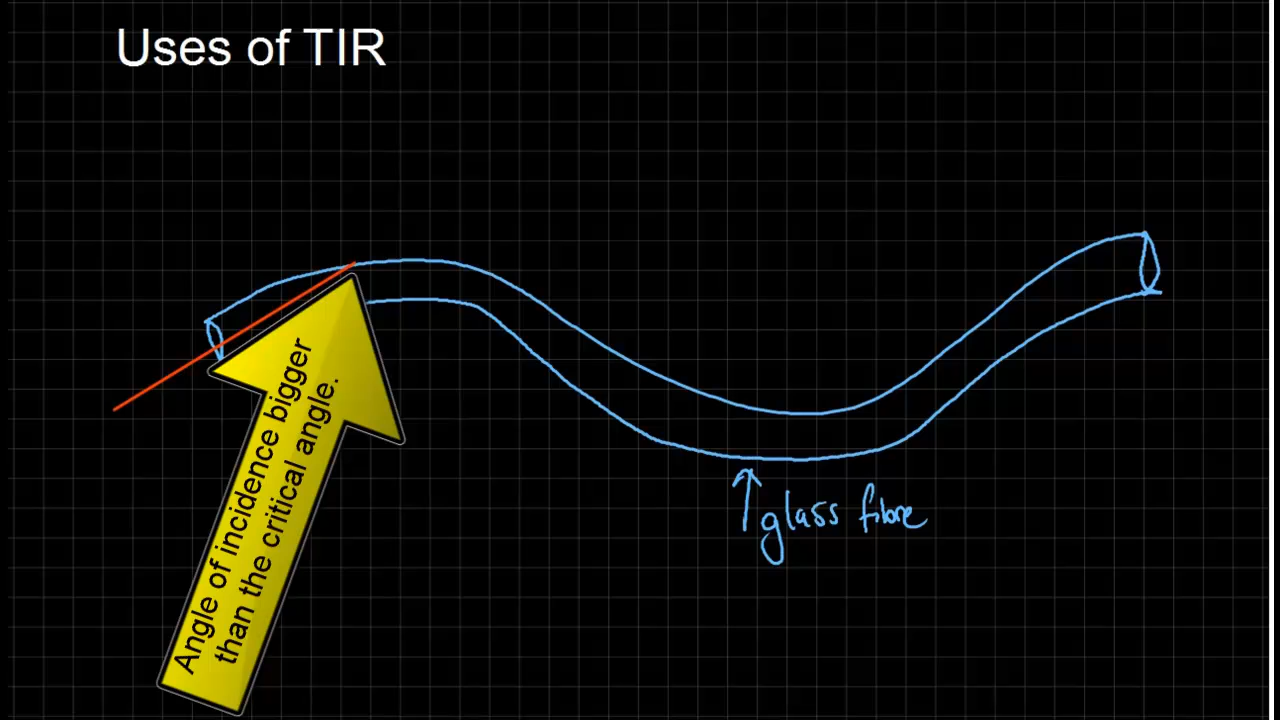 Uses of TIR
Angle of incidence bigger
than the critical angle.
glass fibre